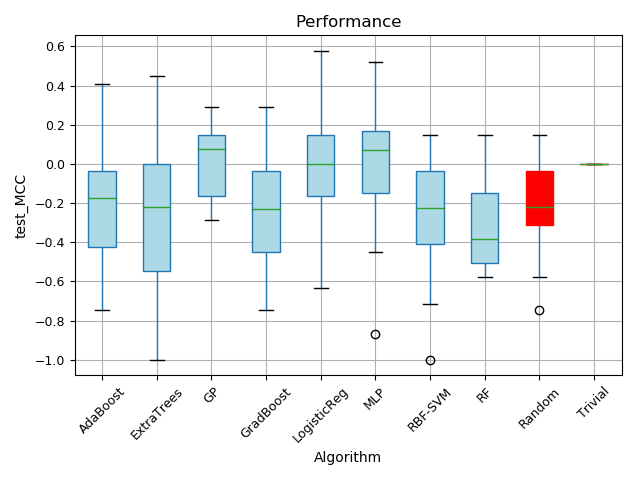 Performance
0.6
0.4
0.2
0.0
−0.2
−0.4
−0.6
−0.8
−1.0
test_MCC
AdaBoost
ExtraTrees
GP
GradBoost
LogisticReg
MLP
RBF-SVM
RF
Random
Trivial
Algorithm